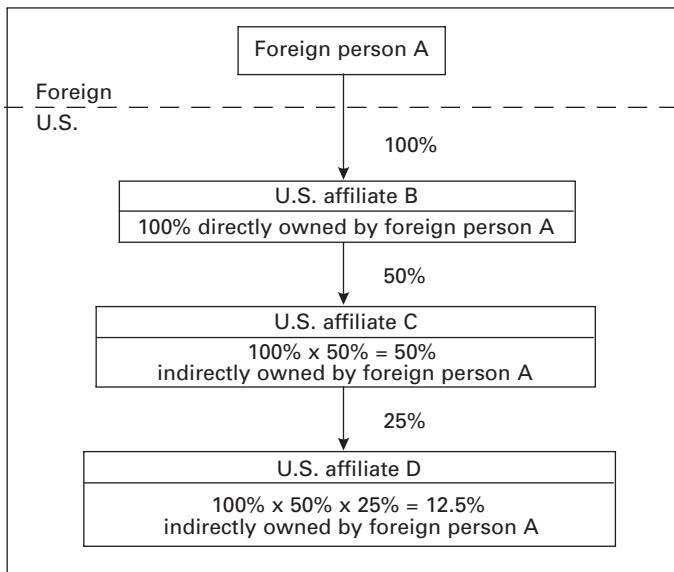 Foreign person A
Foreign
U.S.
100%
U.S. affiliate B
100% directly owned by foreign person A
50%
U.S. affiliate C
100% x 50% = 50%
indirectly owned by foreign person A
25%
U.S. affiliate D
100% x 50% x 25% = 12.5%
indirectly owned by foreign person A